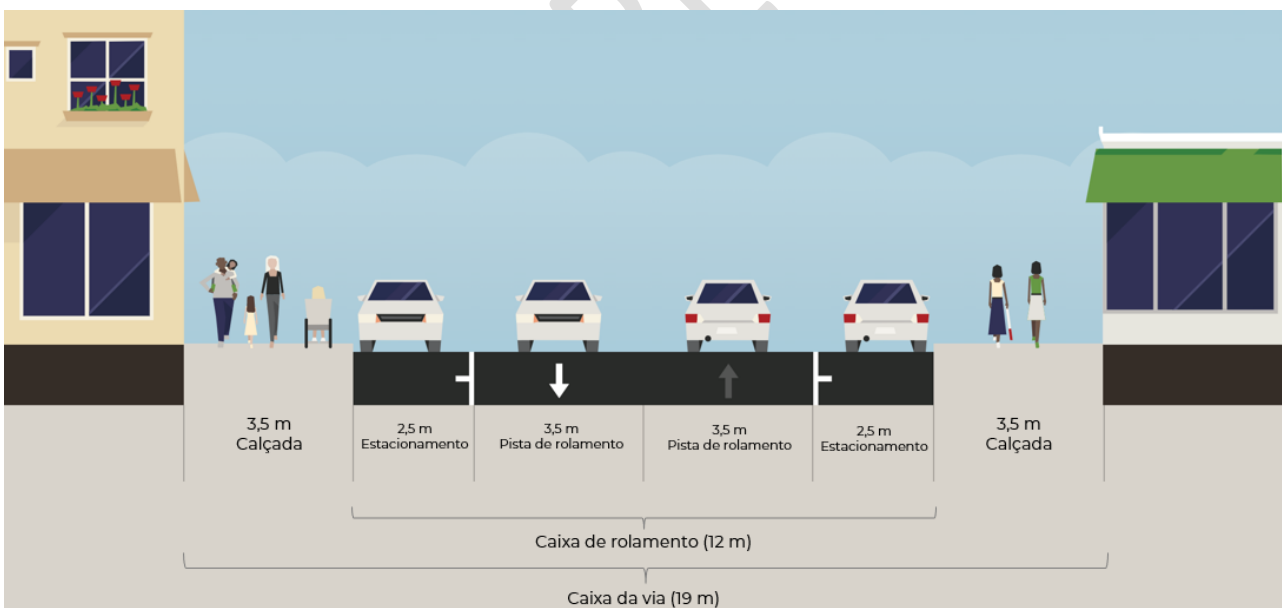 3,5 m
Calçada
2,5 m
Estacionamento
3,5 m
Pista de rolamento
3,5 m
Pista de rolamento
2,5 m
Estacionamento
3,5 m
Calçada
Caixa de rolamento (12 m)
Caixa da via (19 m)